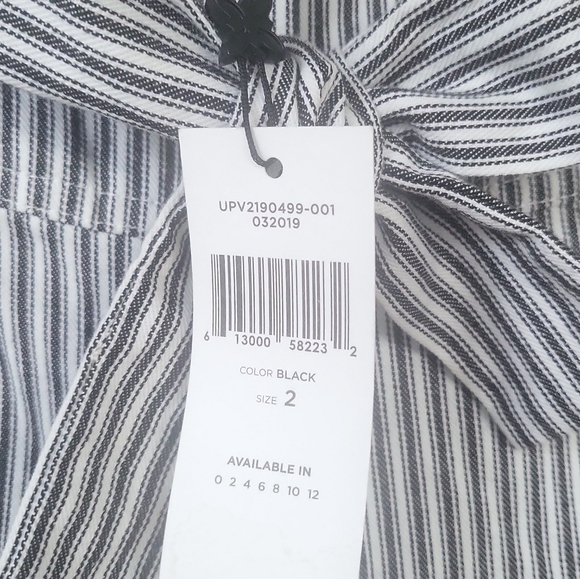 UPV2190499-001
032019
6 13000 58223 2
COLOR BLACK
SIZE 2
AVAILABLE IN
0 2 4 6 8 10 12